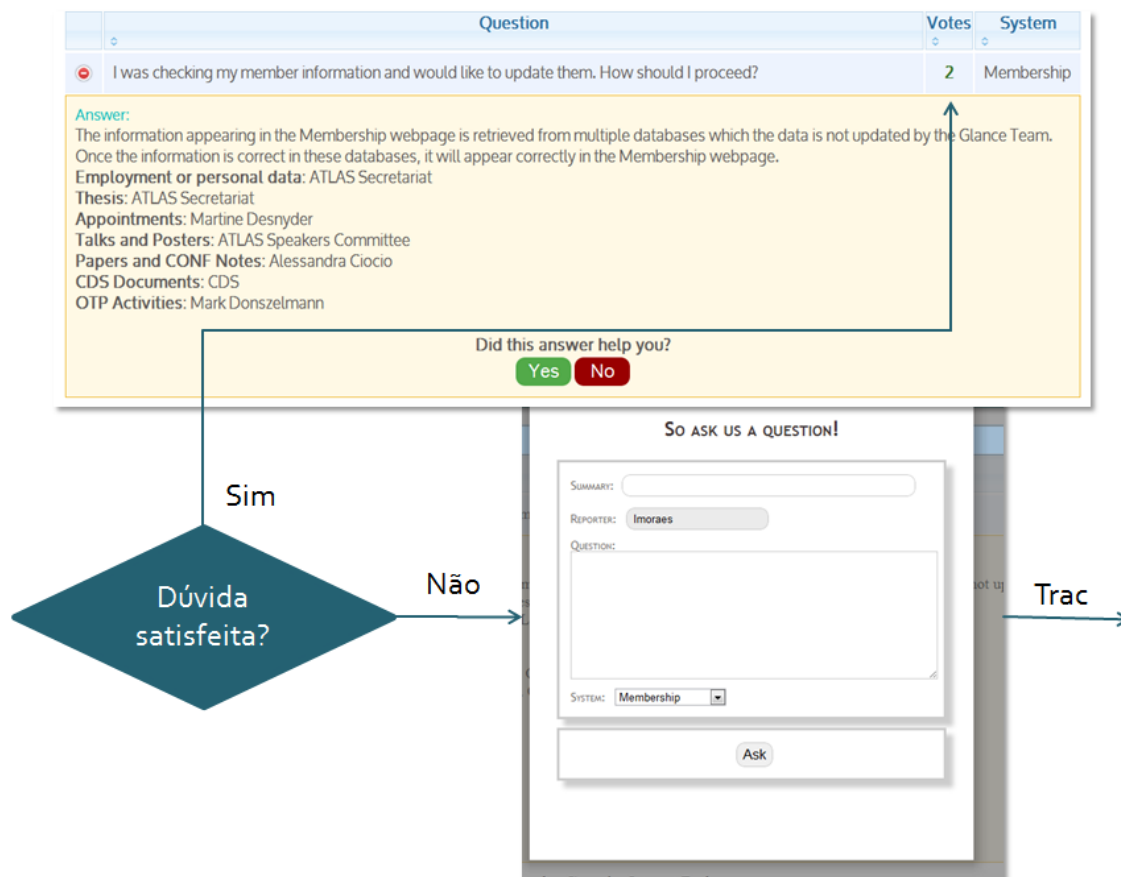 Question Votes System
I was checking my member information and would like to update them. How should I proceed? 2 Membership
Answer:
The information appearing in the Membership webpage is retrieved from multiple databases which the data is not updated by the Glance Team.
Once the information is correct in these databases, it will appear correctly in the Membership webpage.
Employment or personal data: ATLAS Secretariat
Thesis: ATLAS Secretariat
Appointments: Martine Desnyder
Talks and Posters: ATLAS Speakers Committee
Papers and CONF Notes: Alessandra Ciocio
CDS Documents: CDS
OTP Activities: Mark Donszelmann
Did this answer help you?
Yes No
So ask us a question!
Summary:
Reporter: lmoraes
Question:
System: Membership
Ask
Sim
Dúvida
satisfeita?
Não
not up
Trac